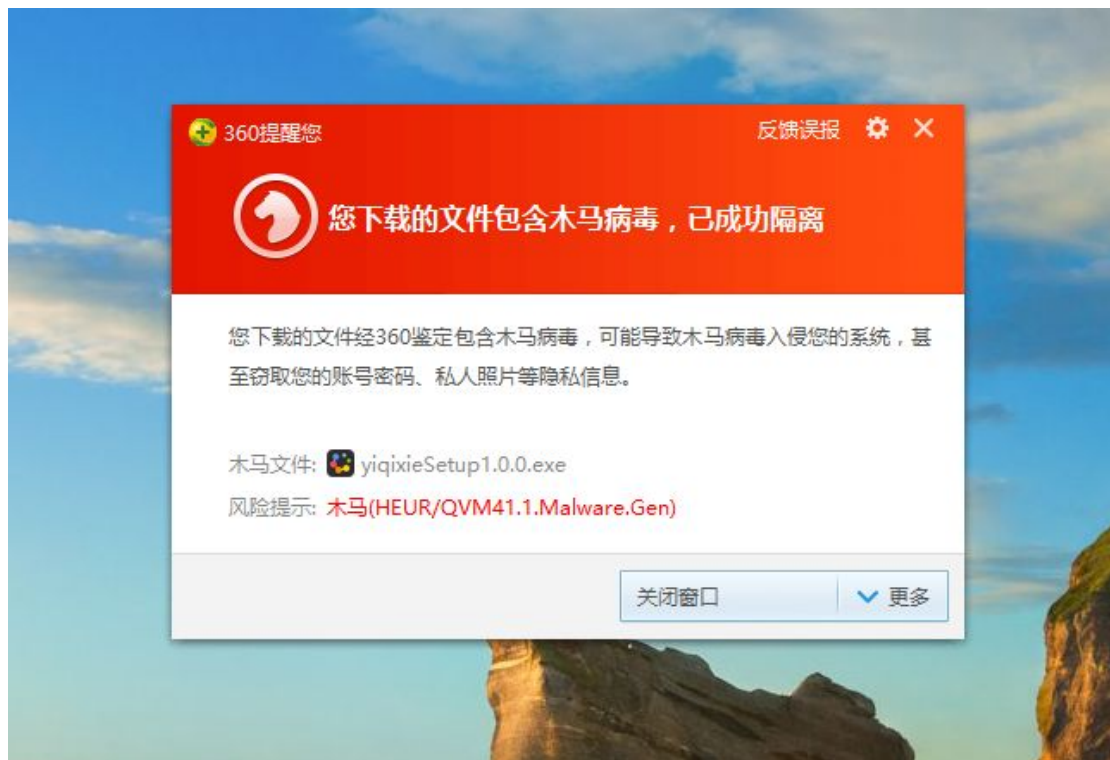 360提醒您 反馈误报
您下载的文件包含木马病毒，已成功隔离
您下载的文件经360鉴定包含木马病毒，可能导致木马病毒入侵您的系统，甚
至窃取您的账号密码、私人照片等隐私信息。
木马文件: yiqixieSetup1.0.0.exe
风险提示: 木马(HEUR/QVM41.1.Malware.Gen)
关闭窗口 更多